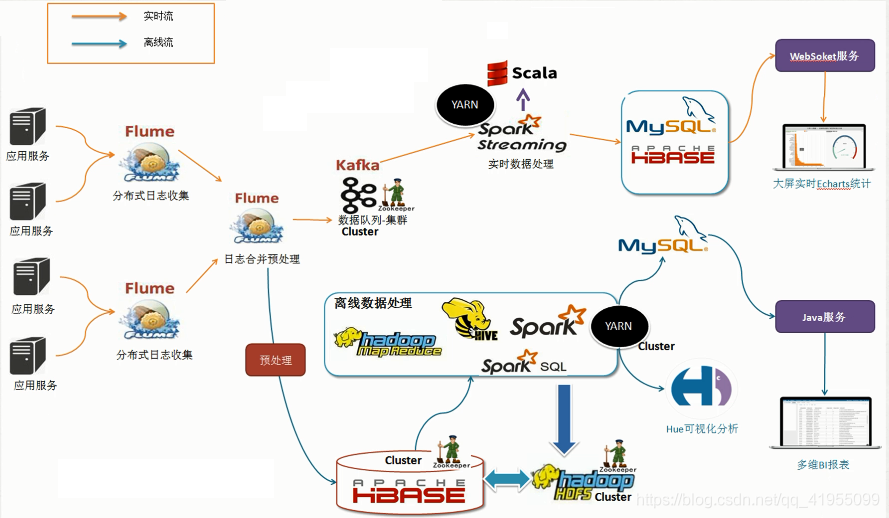 实时流
离线流
应用服务
应用服务
应用服务
应用服务
Flume
分布式日志收集
Flume
分布式日志收集
Flume
日志合并预处理
Kafka
Zookeeper
数据队列-集群
Cluster
YARN
Scala
Spark
Streaming
实时数据处理
MySQL
APACHE
HBASE
WebSoket服务
大屏实时Echarts统计
离线数据处理
hadoop
Map Reduce
HIVE
Spark
Spark SQL
YARN
Cluster
MySQL
Java服务
Hue可视化分析
多维BI报表
预处理
Cluster
Zookeeper
APACHE
HBASE
Zookeeper
hadoop
HDFS
Cluster
https://blog.csdn.net/qq_41955099